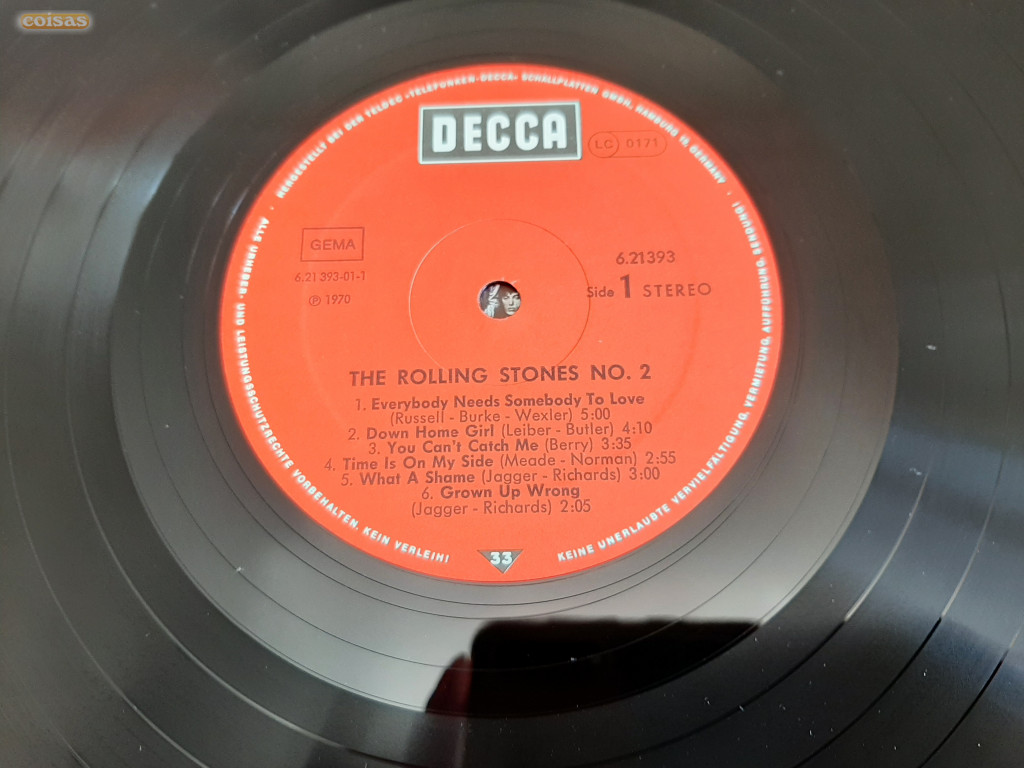 coisas
HERGESTELLT BEI DER TELDEC »TELEFUNKEN-DECCA« SCHALLPLATTEN GMBH, HAMBURG 19, GERMANY ·
DECCA
LC 0171
GEMA
6.21393-01-1
℗ 1970
6.21393
Side 1 STEREO
THE ROLLING STONES NO. 2
1. Everybody Needs Somebody To Love
(Russell - Burke - Wexler) 5:00
2. Down Home Girl (Leiber - Butler) 4:10
3. You Can't Catch Me (Berry) 3:35
4. Time Is On My Side (Meade - Norman) 2:55
5. What A Shame (Jagger - Richards) 3:00
6. Grown Up Wrong
(Jagger - Richards) 2:05
33
ALLE URHEBER- UND LEISTUNGSSCHUTZRECHTE VORBEHALTEN. KEIN VERLEIH!
KEINE UNERLAUBTE VERVIELFÄLTIGUNG, VERMIETUNG, AUFFÜHRUNG, SENDUNG!